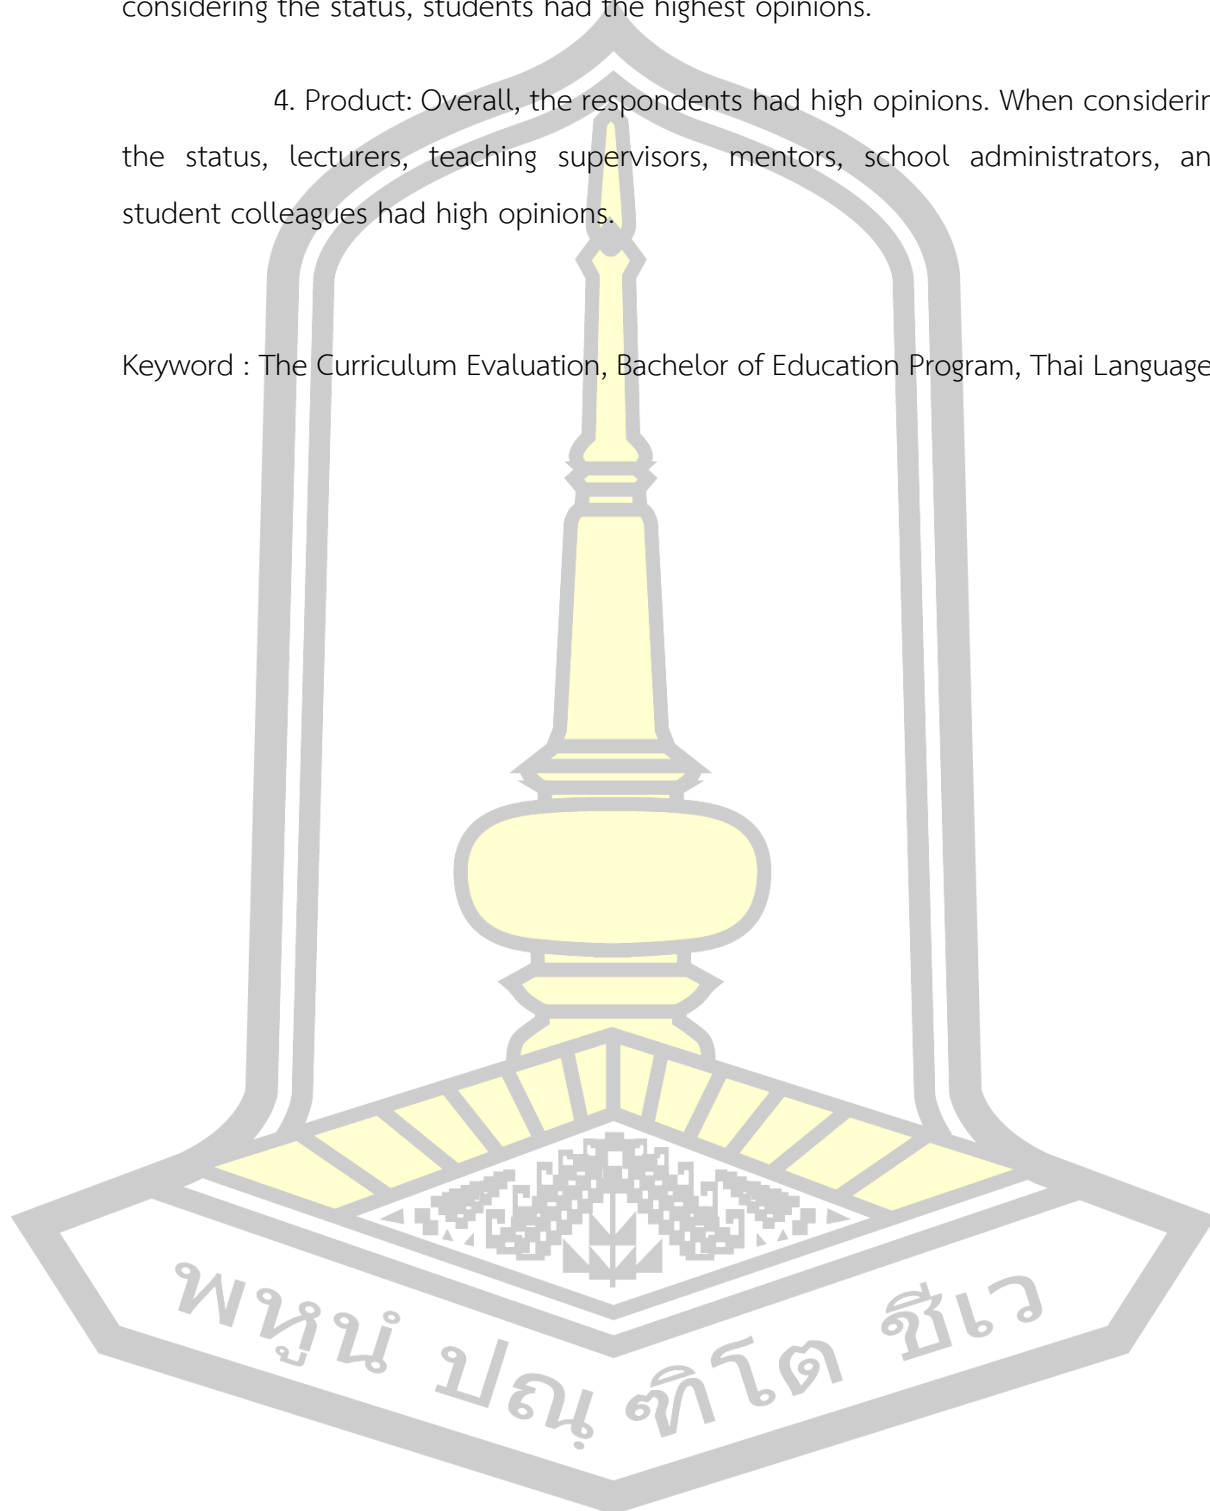 considering the status, students had the highest opinions.
4. Product: Overall, the respondents had high opinions. When considerin
the status, lecturers, teaching supervisors, mentors, school administrators, an
student colleagues had high opinions.
Keyword : The Curriculum Evaluation, Bachelor of Education Program, Thai Language
พหูนํ ปณฺฑิโต ชีเว